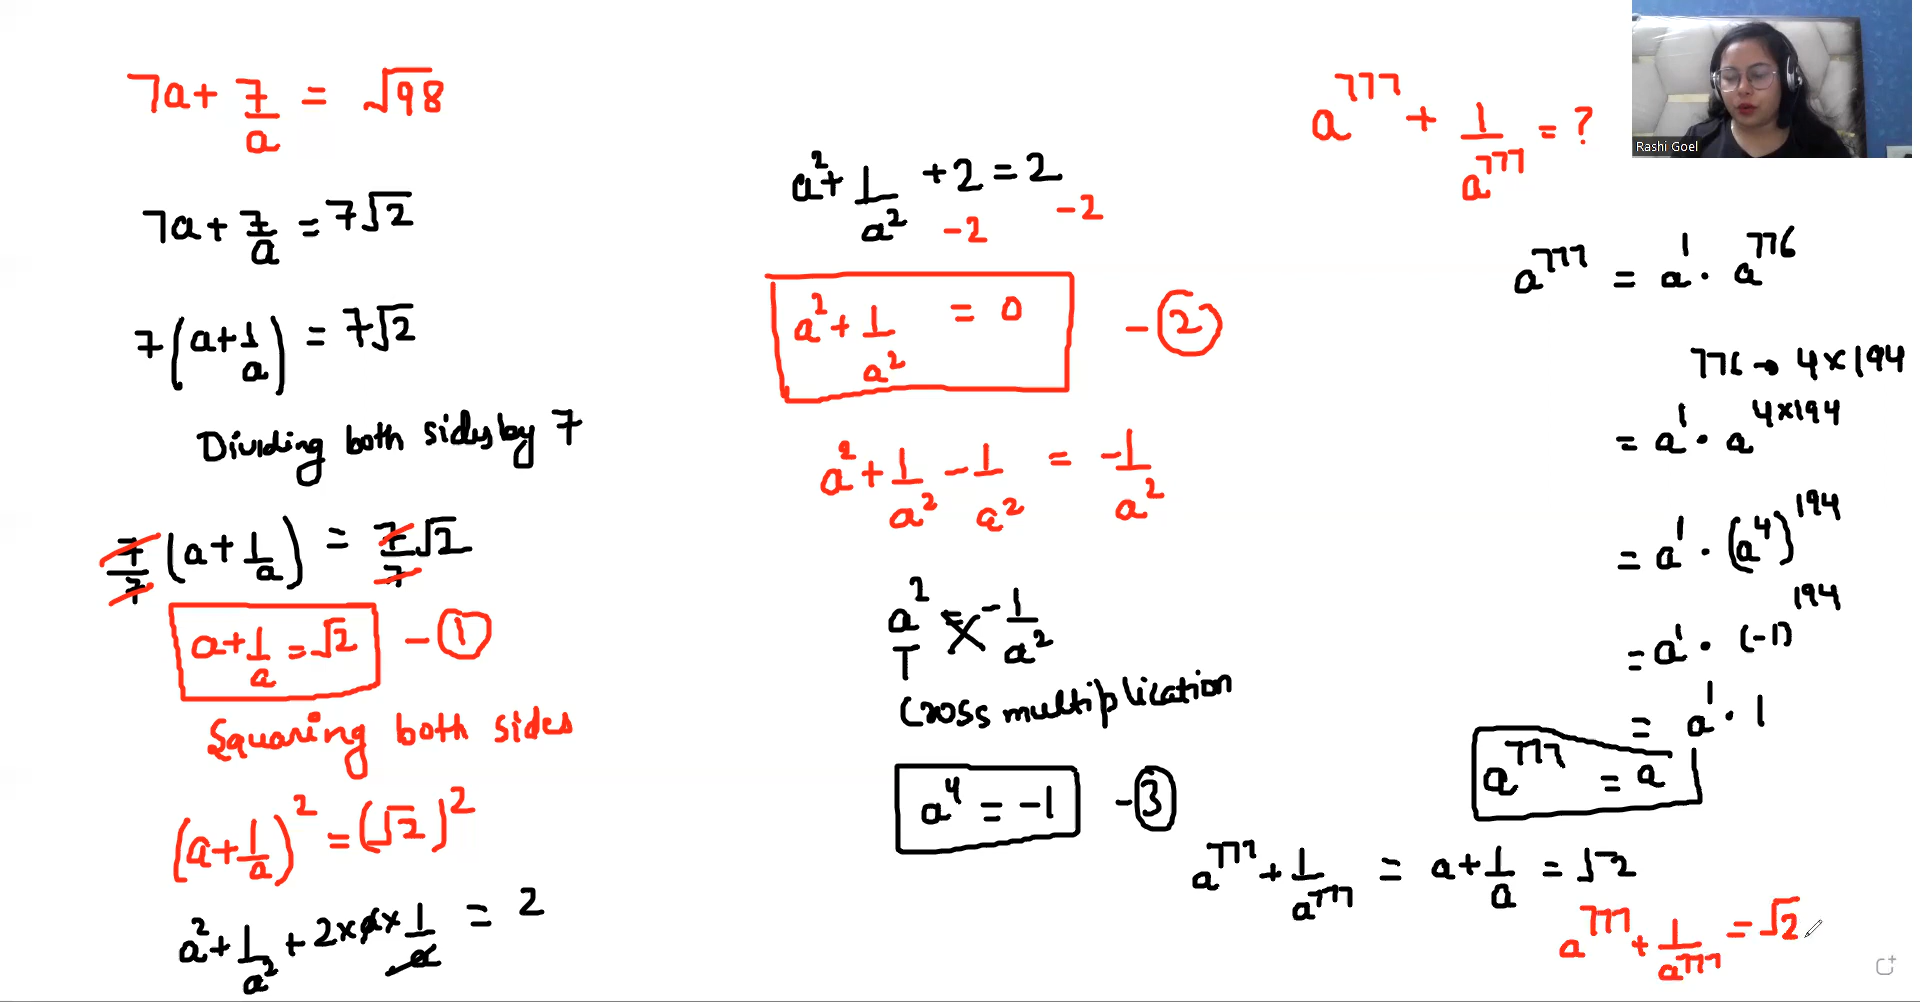 7a + 7/a = √98
7a + 7/a = 7√2
7(a + 1/a) = 7√2
Dividing both sides by 7
7/7 (a + 1/a) = 7/7 √2
a + 1/a = √2 - ①
Squaring both sides
(a + 1/a)² = (√2)²
a² + 1/a² + 2 × a × 1/a = 2
a² + 1/a² + 2 = 2
-2 -2
a² + 1/a² = 0 - ②
a² + 1/a² - 1/a² = -1/a²
a²/1 = -1/a²
Cross multiplication
a⁴ = -1 - ③
a⁷⁷⁷ + 1/a⁷⁷⁷ = ?
a⁷⁷⁷ = a¹ · a⁷⁷⁶
776 → 4×194
= a¹ · a⁴ˣ¹⁹⁴
= a¹ · (a⁴)¹⁹⁴
= a¹ · (-1)¹⁹⁴
= a¹ · 1
a⁷⁷⁷ = a
a⁷⁷⁷ + 1/a⁷⁷⁷ = a + 1/a = √2
a⁷⁷⁷ + 1/a⁷⁷⁷ = √2
Rashi Goel